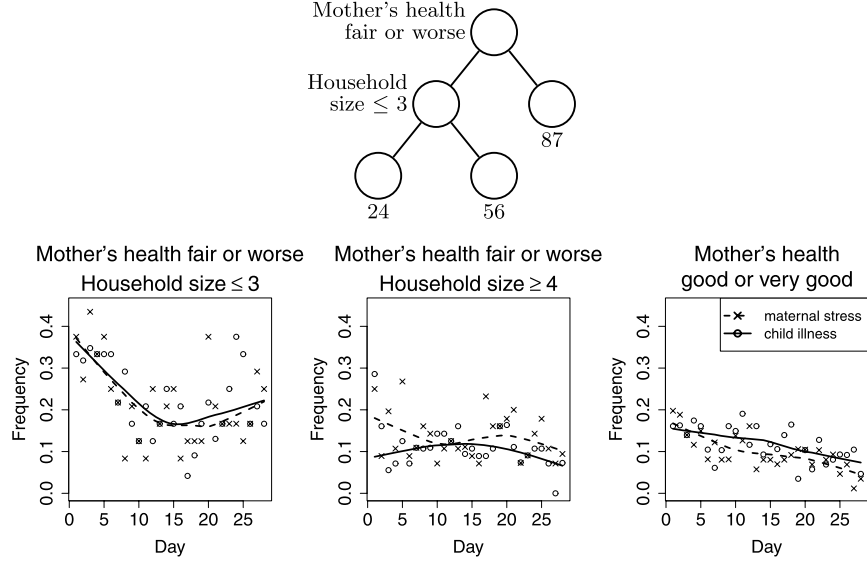 Mother's health
fair or worse
Household
size ≤ 3
87
24
56
Mother's health fair or worse
Household size ≤ 3
Frequency
0.0 0.1 0.2 0.3 0.4
0 5 10 15 20 25
Day
Mother's health fair or worse
Household size ≥ 4
Frequency
0.0 0.1 0.2 0.3 0.4
0 5 10 15 20 25
Day
Mother's health
good or very good
maternal stress
child illness
Frequency
0.0 0.1 0.2 0.3 0.4
0 5 10 15 20 25
Day